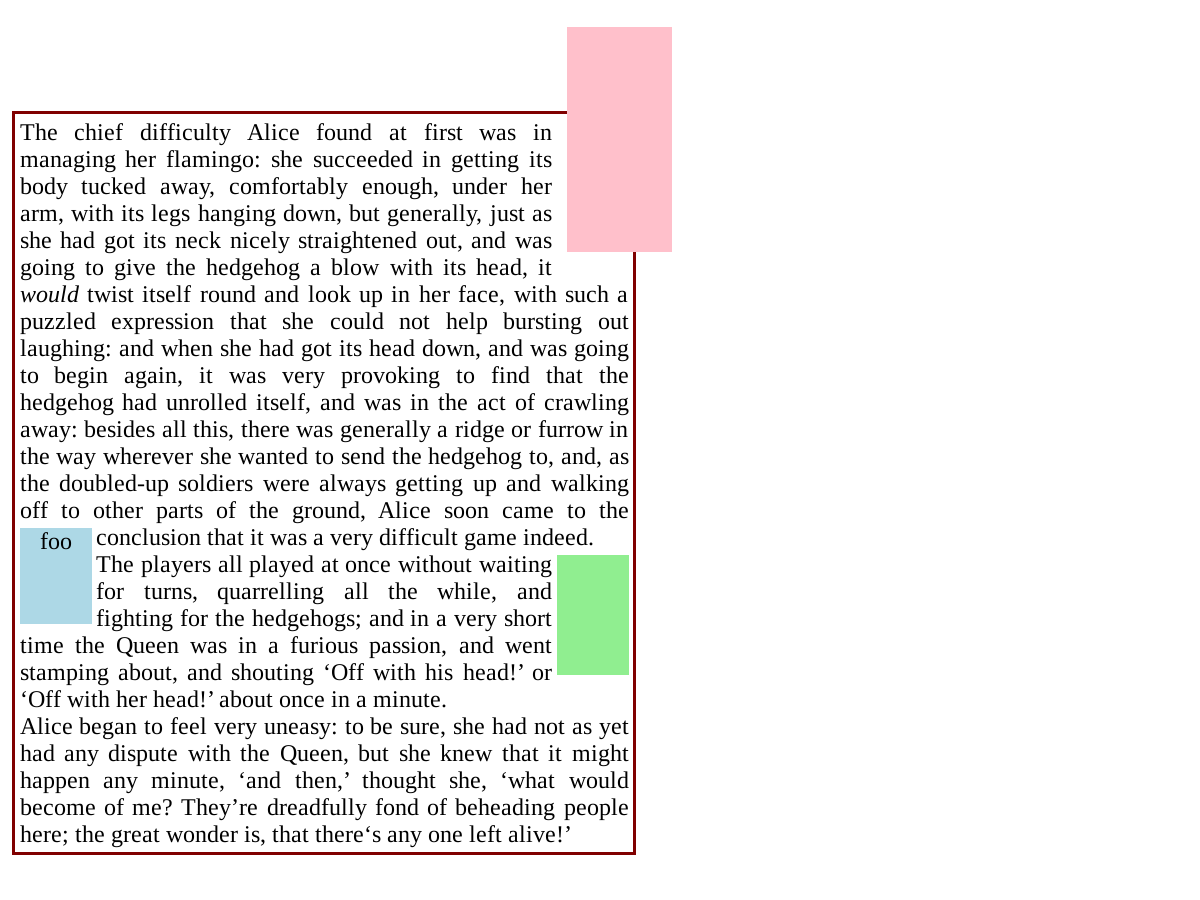 The chief difficulty Alice found at first was in
managing her flamingo: she succeeded in getting its
body tucked away, comfortably enough, under her
arm, with its legs hanging down, but generally, just as
she had got its neck nicely straightened out, and was
going to give the hedgehog a blow with its head, it
would twist itself round and look up in her face, with such a
puzzled expression that she could not help bursting out
laughing: and when she had got its head down, and was going
to begin again, it was very provoking to find that the
hedgehog had unrolled itself, and was in the act of crawling
away: besides all this, there was generally a ridge or furrow in
the way wherever she wanted to send the hedgehog to, and, as
the doubled-up soldiers were always getting up and walking
off to other parts of the ground, Alice soon came to the
foo
conclusion that it was a very difficult game indeed.
The players all played at once without waiting
for turns, quarrelling all the while, and
fighting for the hedgehogs; and in a very short
time the Queen was in a furious passion, and went
stamping about, and shouting ‘Off with his head!’ or
‘Off with her head!’ about once in a minute.
Alice began to feel very uneasy: to be sure, she had not as yet
had any dispute with the Queen, but she knew that it might
happen any minute, ‘and then,’ thought she, ‘what would
become of me? They’re dreadfully fond of beheading people
here; the great wonder is, that there‘s any one left alive!’